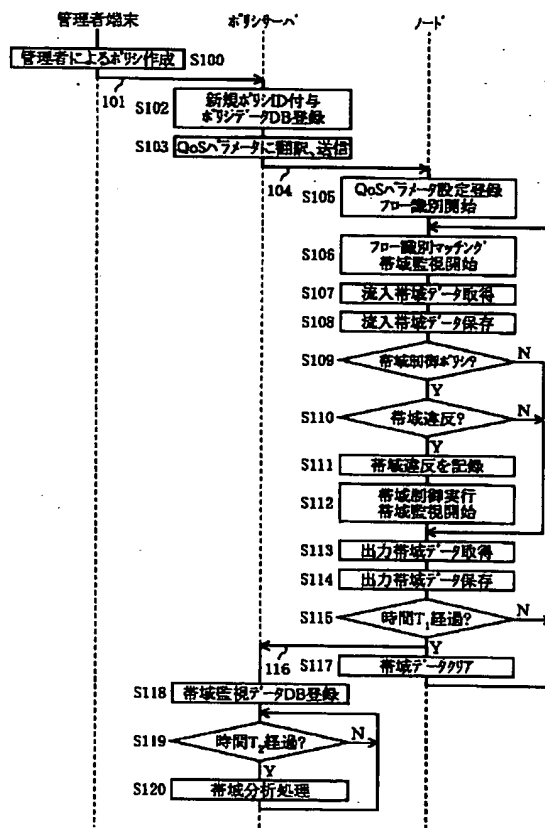 管理者端末 ポリシサーバ ノード
管理者によるポリシ作成 S100
101
S102 新規ポリシID付与
ポリシデータDB登録
S103 QoSパラメータに翻訳、送信
104
S105 QoSパラメータ設定登録
フロー識別開始
S106 フロー識別マッチング
帯域監視開始
S107 流入帯域データ取得
S108 流入帯域データ保存
S109 帯域制御ポリシ? N
Y
S110 帯域違反? N
Y
S111 帯域違反を記録
S112 帯域制御実行
帯域監視開始
S113 出力帯域データ取得
S114 出力帯域データ保存
S115 時間T1経過? N
Y
116
S117 帯域データクリア
S118 帯域監視データDB登録
S119 時間T2経過? N
Y
S120 帯域分析処理